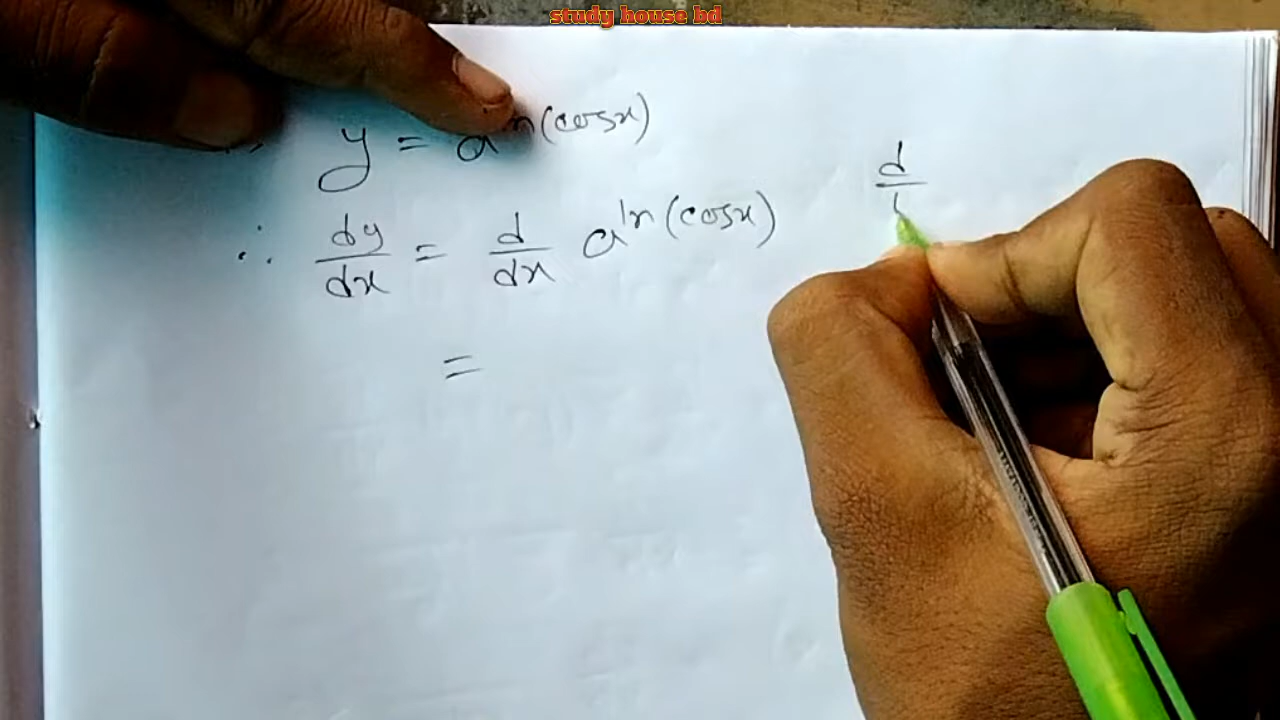 study house bd
y = a^ln(cosx)
∴ dy/dx = d/dx a^ln(cosx)
d
=